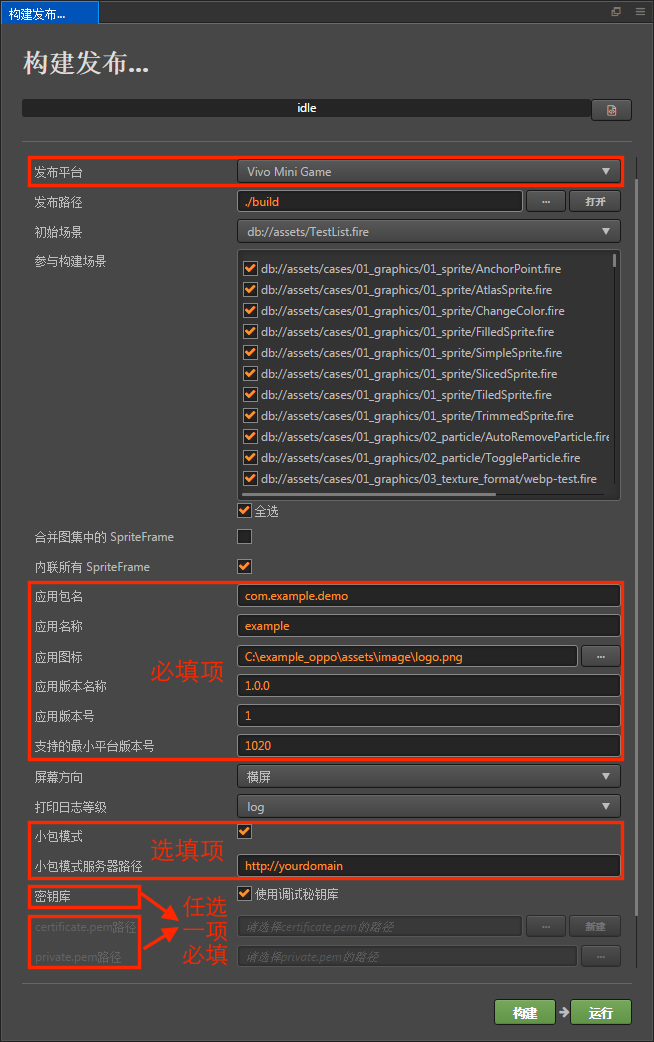 构建发布...
构建发布...
idle
发布平台 Vivo Mini Game
发布路径 ./build ... 打开
初始场景 db://assets/TestList.fire
参与构建场景
db://assets/cases/01_graphics/01_sprite/AnchorPoint.fire
db://assets/cases/01_graphics/01_sprite/AtlasSprite.fire
db://assets/cases/01_graphics/01_sprite/ChangeColor.fire
db://assets/cases/01_graphics/01_sprite/FilledSprite.fire
db://assets/cases/01_graphics/01_sprite/SimpleSprite.fire
db://assets/cases/01_graphics/01_sprite/SlicedSprite.fire
db://assets/cases/01_graphics/01_sprite/TiledSprite.fire
db://assets/cases/01_graphics/01_sprite/TrimmedSprite.fire
db://assets/cases/01_graphics/02_particle/AutoRemoveParticle.fire
db://assets/cases/01_graphics/02_particle/ToggleParticle.fire
db://assets/cases/01_graphics/03_texture_format/webp-test.fire
全选
合并图集中的 SpriteFrame
内联所有 SpriteFrame
应用包名 com.example.demo
应用名称 example
应用图标 C:\example_oppo\assets\image\logo.png ...
必填项
应用版本名称 1.0.0
应用版本号 1
支持的最小平台版本号 1020
屏幕方向 横屏
打印日志等级 log
小包模式
选填项
小包模式服务器路径 http://yourdomain
密钥库 使用调试秘钥库
任选
一项
必填
certificate.pem路径 请选择certificate.pem的路径 ... 新建
private.pem路径 请选择private.pem的路径 ...
构建 运行